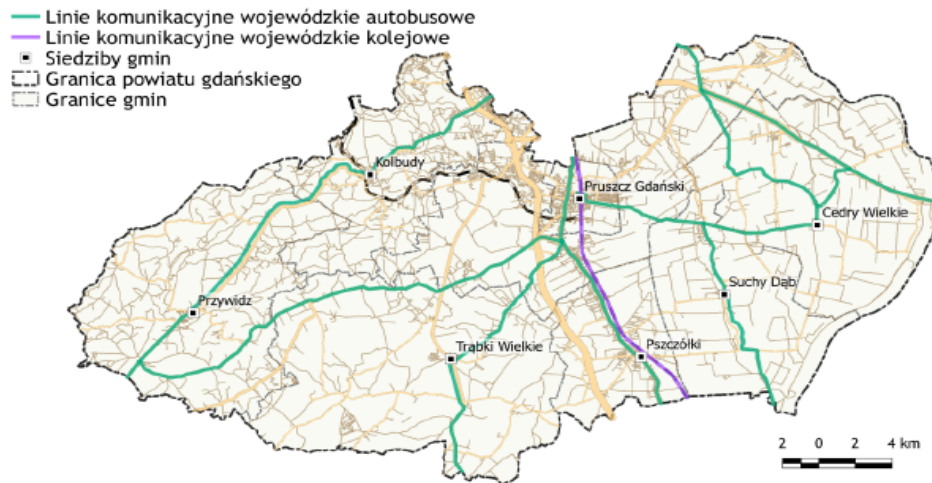 Linie komunikacyjne wojewódzkie autobusowe
Linie komunikacyjne wojewódzkie kolejowe
Siedziby gmin
Granica powiatu gdańskiego
Granice gmin
Kolbudy
Pruszcz Gdański
Cedry Wielkie
Suchy Dąb
Przywidz
Trąbki Wielkie
Pszczółki
2 0 2 4 km